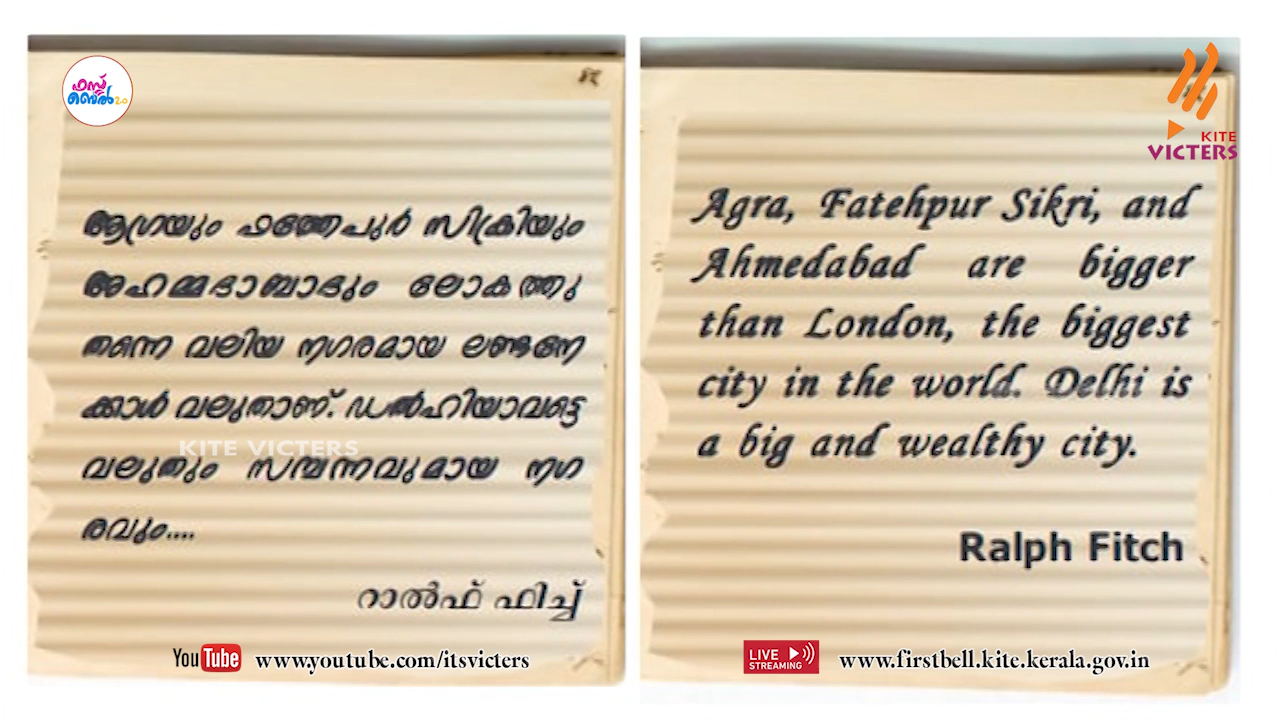 ഫസ്റ്റ്
ബെൽ 2.0
ആഗ്രയും ഫത്തേപുർ സിക്രിയും
അഹമ്മദാബാദും ലോകത്തു
തന്നെ വലിയ നഗരമായ ലണ്ടനേ
ക്കാൾ വലുതാണ്. ഡൽഹിയാവട്ടെ
വലുതും സമ്പന്നവുമായ നഗ
രവും....
റാൽഫ് ഫിച്ച്
KITE VICTERS
YouTube www.youtube.com/itsvicters
KITE
VICTERS
Agra, Fatehpur Sikri, and
Ahmedabad are bigger
than London, the biggest
city in the world. Delhi is
a big and wealthy city.
Ralph Fitch
LIVE
STREAMING
www.firstbell.kite.kerala.gov.in